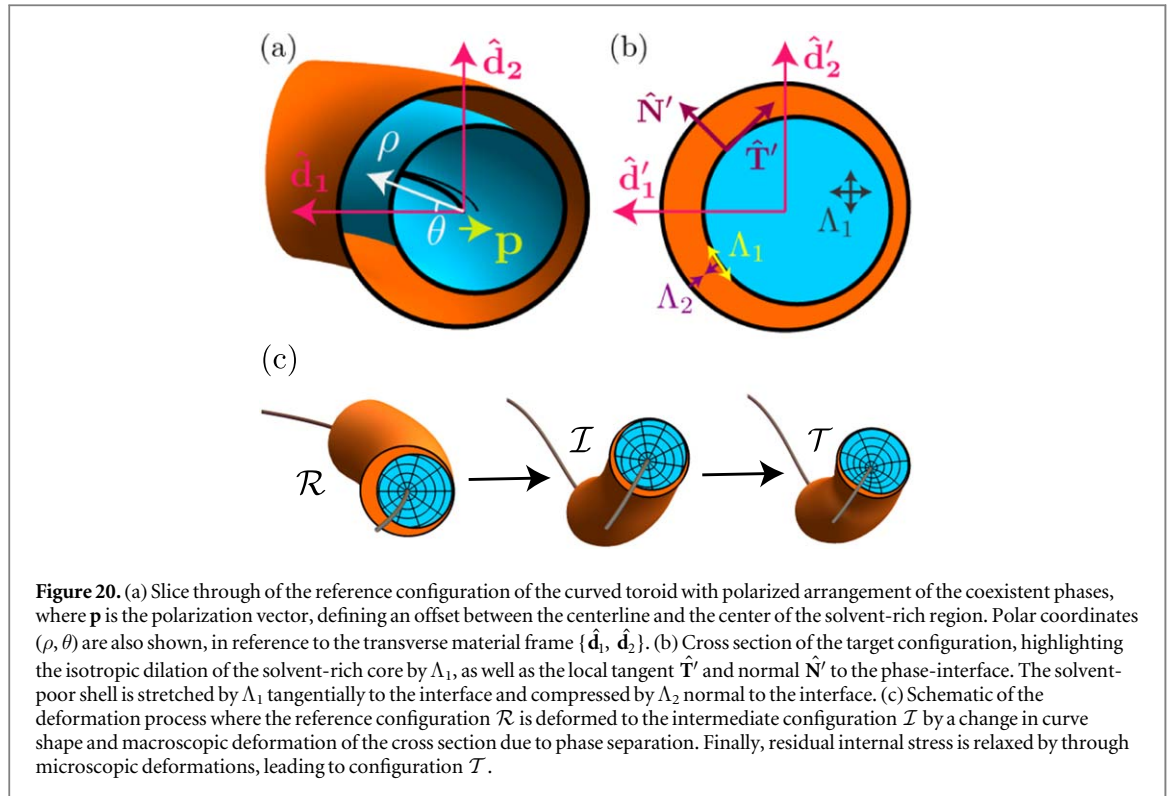 (a)
(b)
d̂₂
d̂₁
ρ
θ
p
d̂′₂
N̂′
T̂′
d̂′₁
Λ₁
Λ₁
Λ₂
(c)
ℛ
ℐ
𝒯
Figure 20. (a) Slice through of the reference configuration of the curved toroid with polarized arrangement of the coexistent phases,
where p is the polarization vector, defining an offset between the centerline and the center of the solvent-rich region. Polar coordinates
(ρ, θ) are also shown, in reference to the transverse material frame {d̂₁, d̂₂}. (b) Cross section of the target configuration, highlighting
the isotropic dilation of the solvent-rich core by Λ₁, as well as the local tangent T̂′ and normal N̂′ to the phase-interface. The solvent-
poor shell is stretched by Λ₁ tangentially to the interface and compressed by Λ₂ normal to the interface. (c) Schematic of the
deformation process where the reference configuration ℛ is deformed to the intermediate configuration ℐ by a change in curve
shape and macroscopic deformation of the cross section due to phase separation. Finally, residual internal stress is relaxed by through
microscopic deformations, leading to configuration 𝒯.